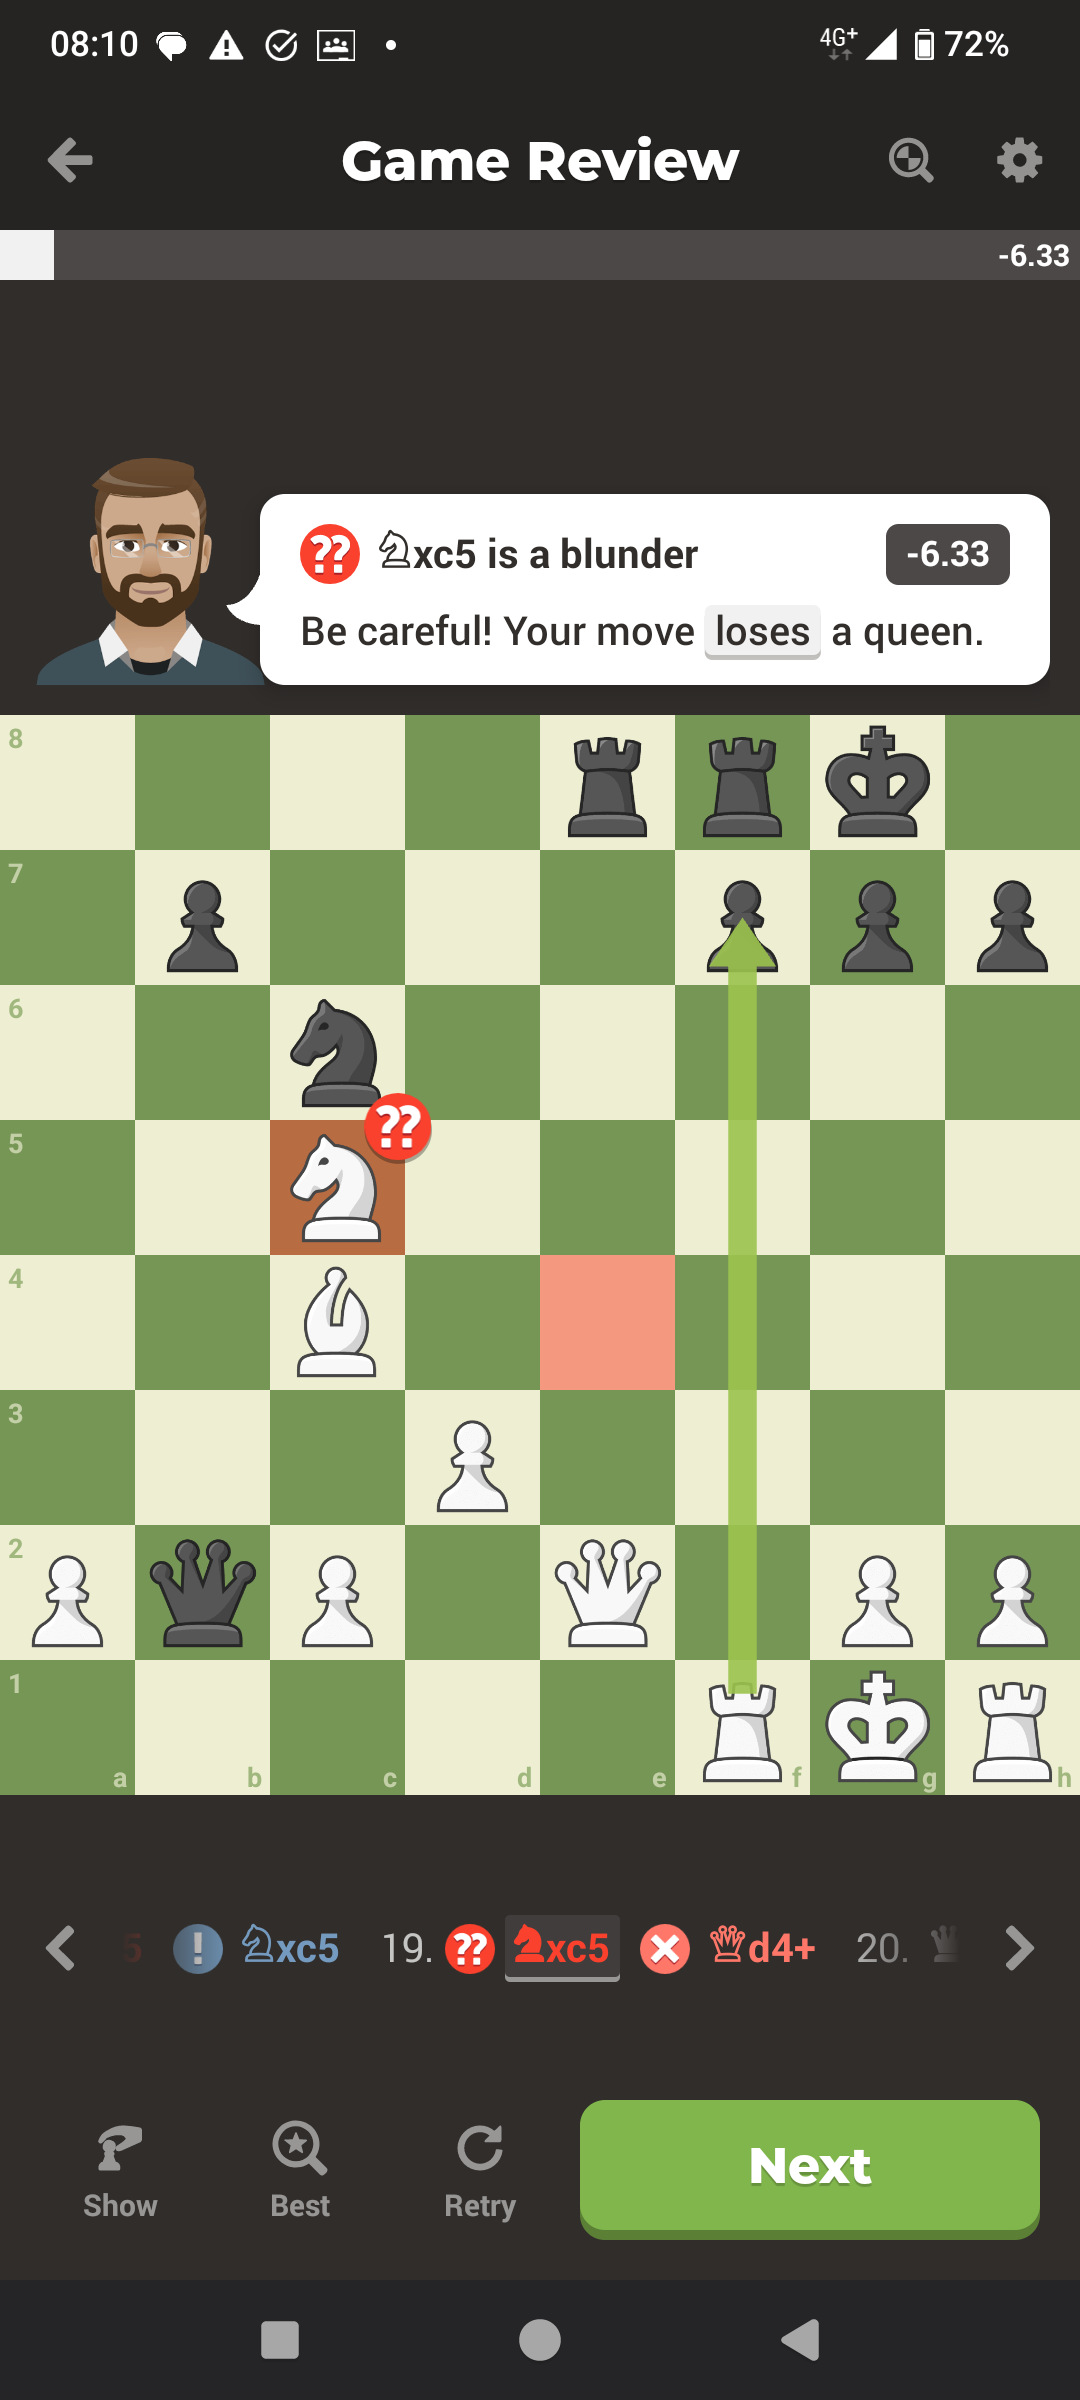 08:10
4G+
72%
Game Review
-6.33
?? xc5 is a blunder
-6.33
Be careful! Your move loses a queen.
8
7
6
??
5
4
3
2
1
a b c d e f g h
5 ! xc5 19. ?? xc5 d4+ 20.
Show Best Retry Next